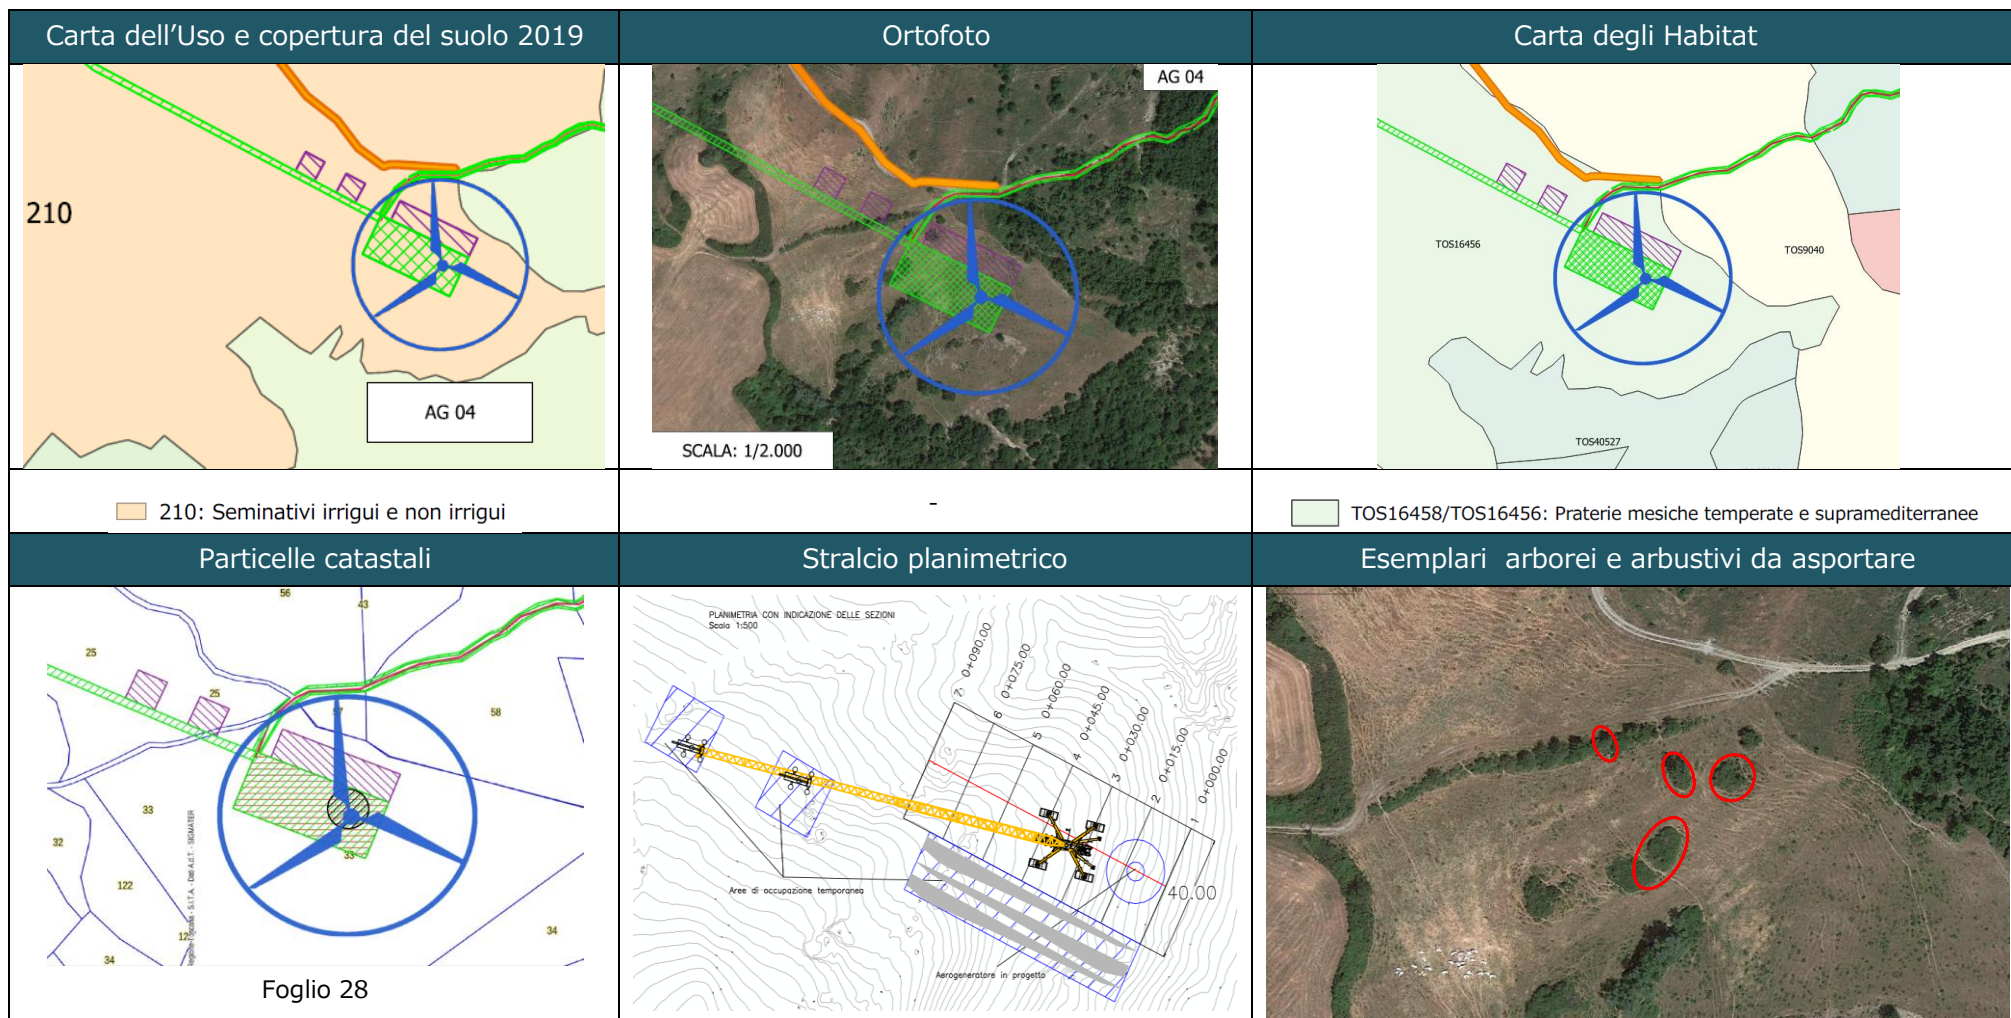 Carta dell’Uso e copertura del suolo 2019
Ortofoto
Carta degli Habitat
210
AG 04
AG 04
SCALA: 1/2.000
TOS16456
TOS9040
TOS40527
210: Seminativi irrigui e non irrigui
-
TOS16458/TOS16456: Praterie mesiche temperate e supramediterranee
Particelle catastali
Stralcio planimetrico
Esemplari arborei e arbustivi da asportare
56
43
25
25
58
33
33
32
122
12
34
34
Regione Toscana - S.I.T.A. - Dati A.d.T. - SIGMATER
Foglio 28
PLANIMETRIA CON INDICAZIONE DELLE SEZIONI
Scala 1:500
7 0+090.00
6 0+075.00
5 0+060.00
4 0+045.00
3 0+030.00
2 0+015.00
1 0+000.00
40.00
Aree di occupazione temporanea
Aerogeneratore in progetto